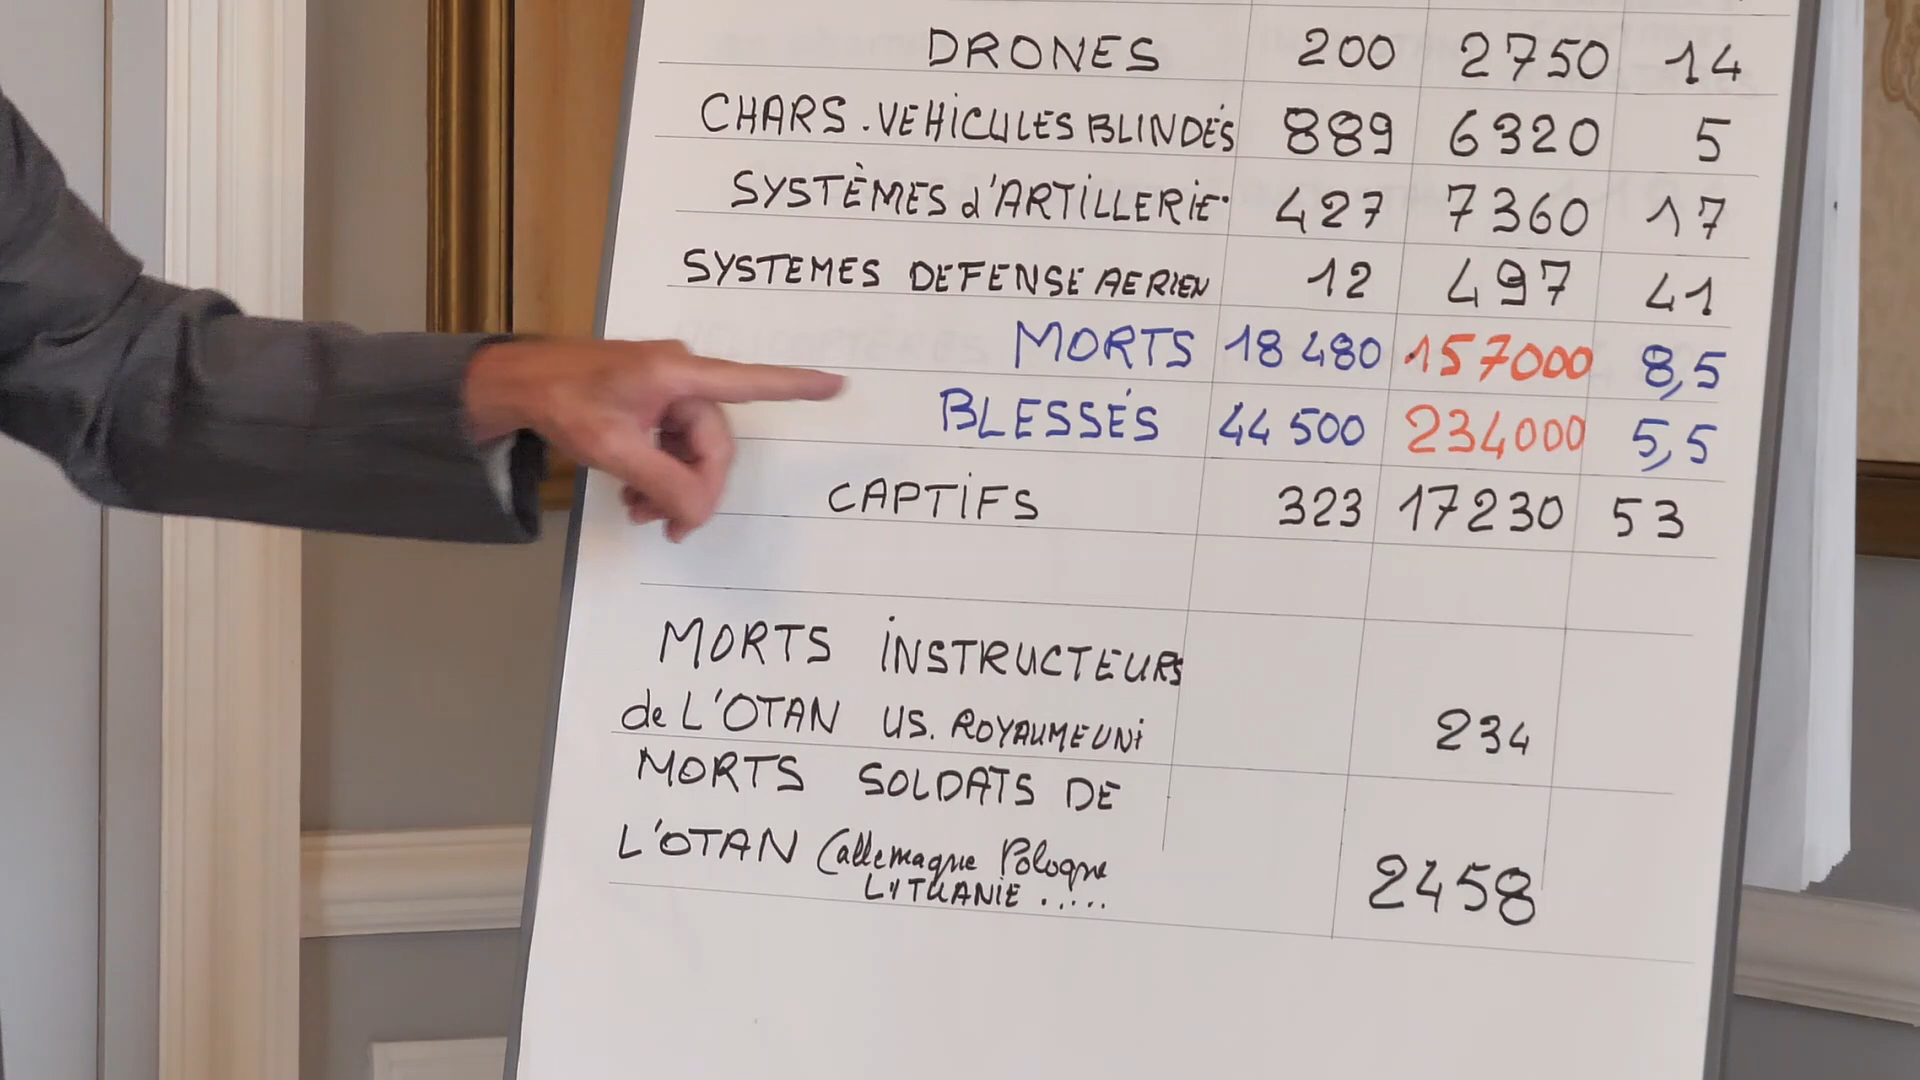 DRONES 200 2750 14
CHARS.VEHICULES BLINDÉS 889 6320 5
SYSTÈMES d'ARTILLERIE 427 7360 17
SYSTEMES DEFENSE AERIEN 12 497 41
MORTS 18 480 157000 8,5
BLESSÉS 44 500 234000 5,5
CAPTIFS 323 17230 53
MORTS INSTRUCTEURS
de L'OTAN US. ROYAUME UNI 234
MORTS SOLDATS DE
L'OTAN (allemagne Pologne 2458
LITUANIE .....